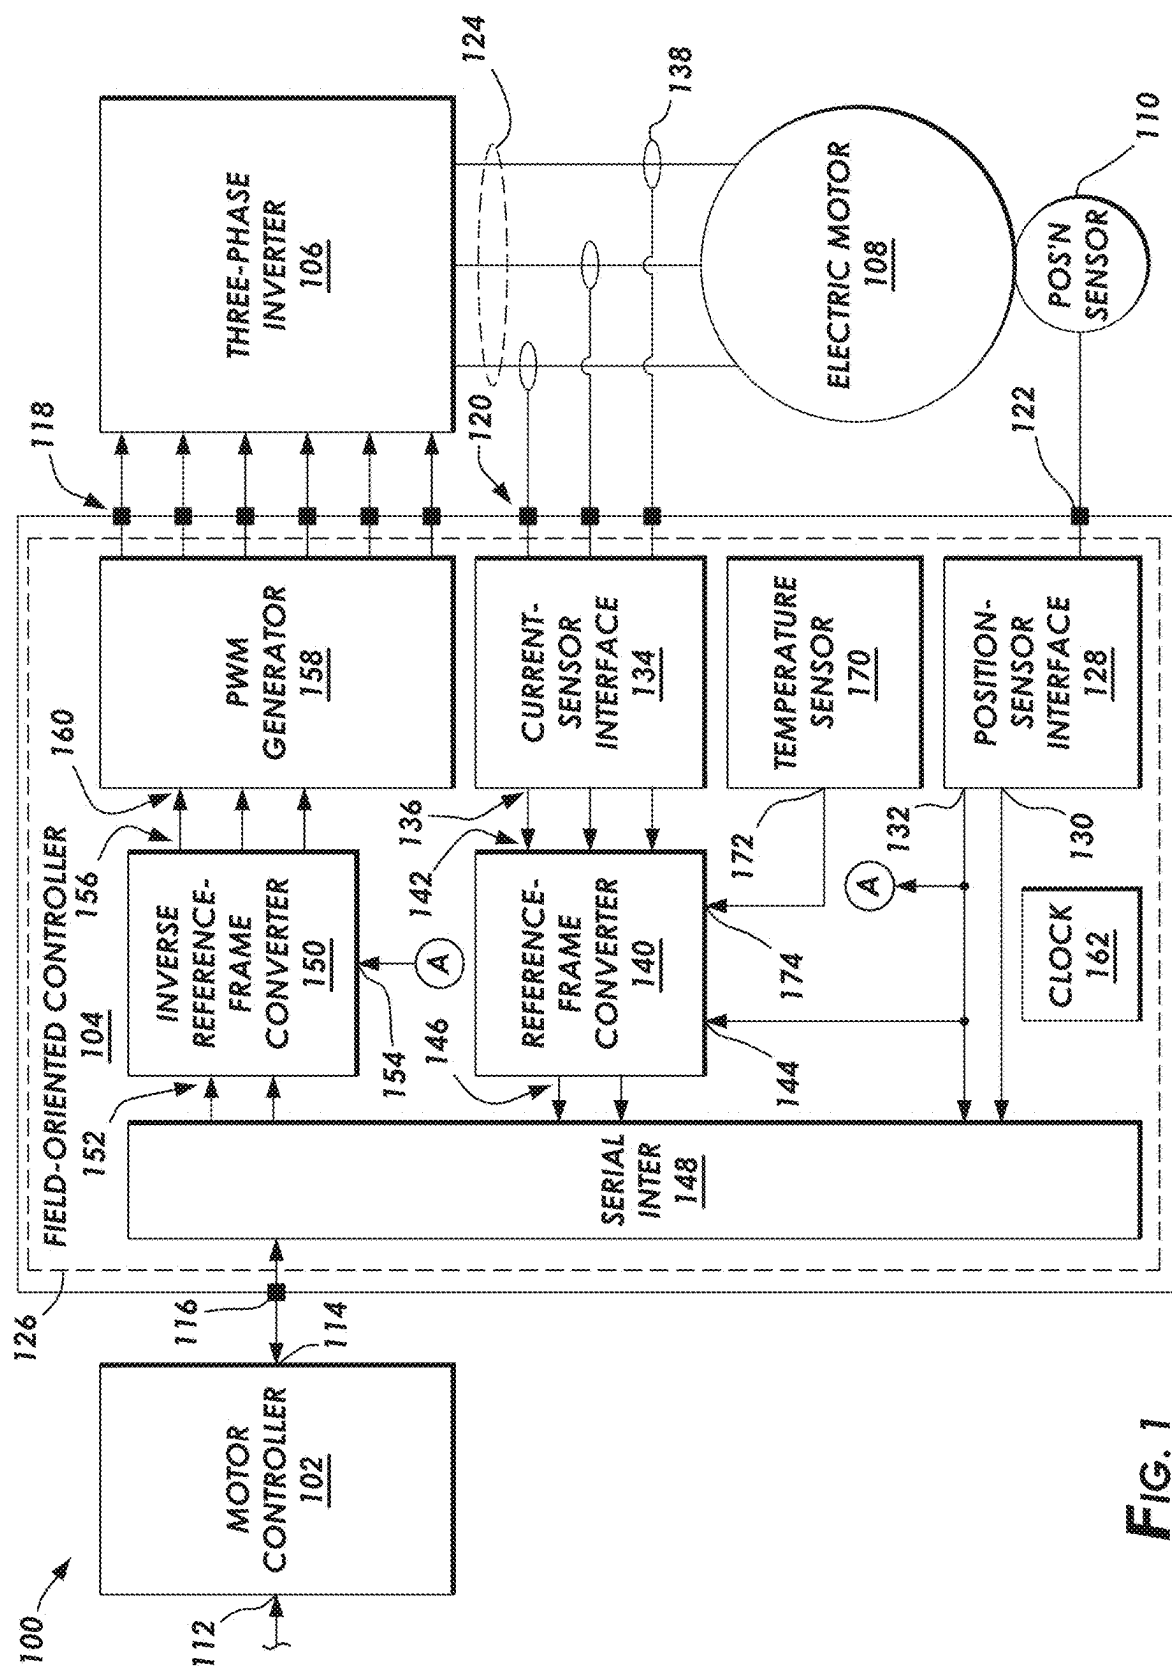 100
112
MOTOR
CONTROLLER
102
114
116
126
FIELD-ORIENTED CONTROLLER
104
SERIAL
INTER
148
152
INVERSE
REFERENCE-
FRAME
CONVERTER
150
154
A
156
160
PWM
GENERATOR
158
118
THREE-PHASE
INVERTER
106
146
REFERENCE-
FRAME
CONVERTER
140
144
174
142
136
CURRENT-
SENSOR
INTERFACE
134
120
124
138
172
TEMPERATURE
SENSOR
170
A
132
130
POSITION-
SENSOR
INTERFACE
128
CLOCK
162
122
ELECTRIC MOTOR
108
POS'N
SENSOR
110
FIG. 1